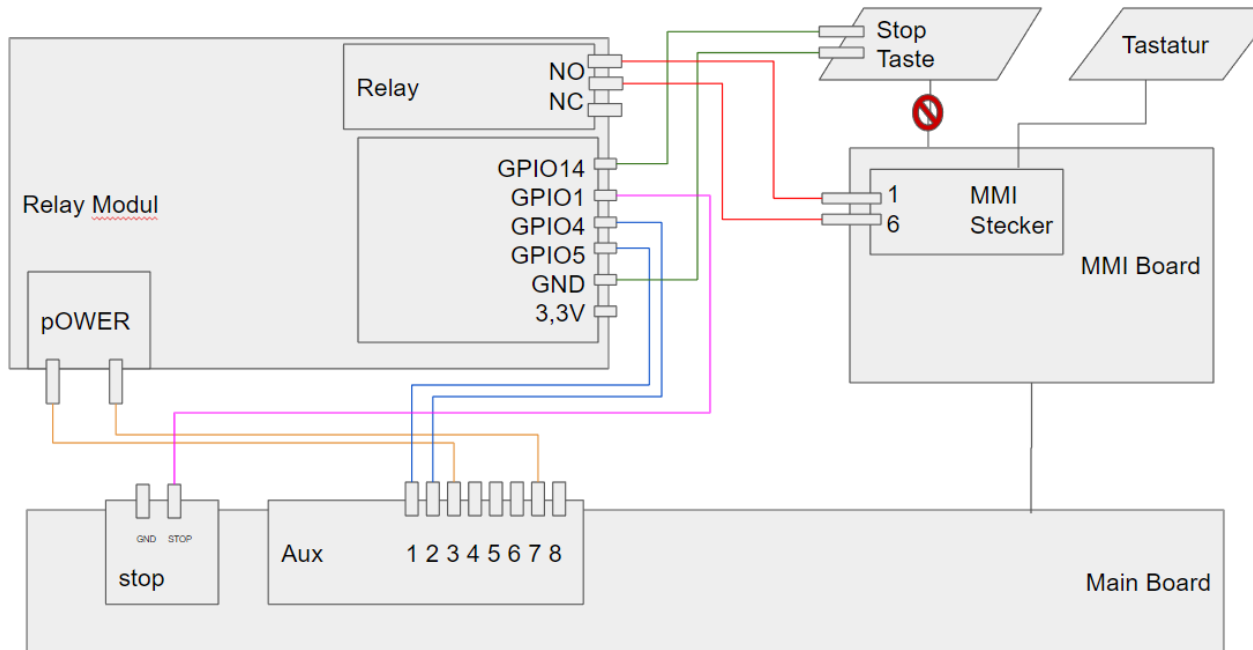 Stop
Taste
Tastatur
Relay
NO
NC
GPIO14
GPIO1
GPIO4
GPIO5
GND
3,3V
Relay Modul
pOWER
1
6
MMI
Stecker
MMI Board
GND
STOP
stop
Aux
1 2 3 4 5 6 7 8
Main Board